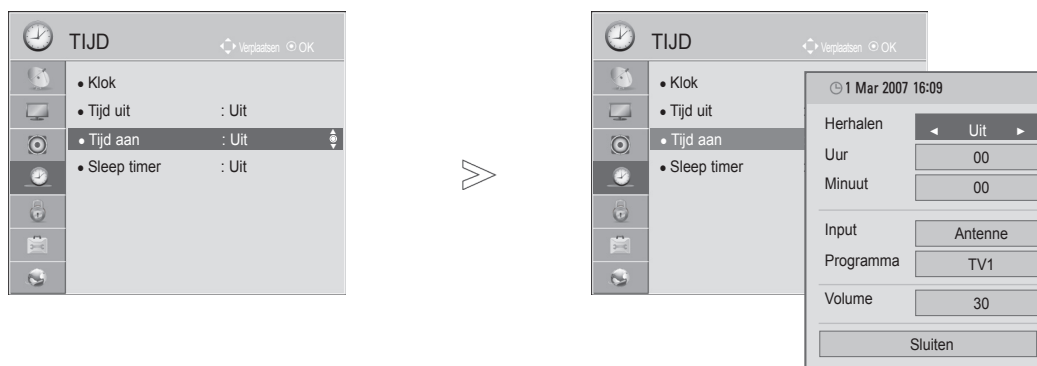 TIJD
Verplaatsen OK
• Klok
• Tijd uit : Uit
• Tijd aan : Uit
• Sleep timer : Uit
TIJD
Verplaatsen OK
• Klok
• Tijd uit :
• Tijd aan
• Sleep timer :
1 Mar 2007 16:09
Herhalen ◄ Uit ►
Uur 00
Minuut 00
Input Antenne
Programma TV1
Volume 30
Sluiten